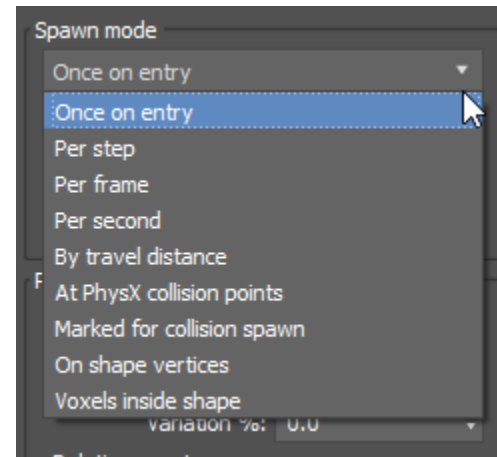 Spawn mode
Once on entry
Once on entry
Per step
Per frame
Per second
By travel distance
At PhysX collision points
Marked for collision spawn
On shape vertices
Voxels inside shape
Variation %: 0.0